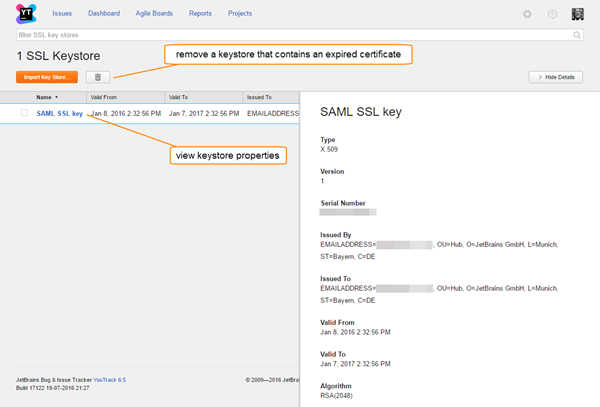 YT
Issues Dashboard Agile Boards Reports Projects
filter SSL key stores
1 SSL Keystore
remove a keystore that contains an expired certificate
Import Key Store...
Hide Details
Name Valid From Valid To Issued To
SAML SSL key Jan 8, 2016 2:32:56 PM Jan 7, 2017 2:32:56 PM EMAILADDRESS
view keystore properties
SAML SSL key
Type
X.509
Version
1
Serial Number
Issued By
EMAILADDRESS= , OU=Hub, O=JetBrains GmbH, L=Munich,
ST=Bayern, C=DE
Issued To
EMAILADDRESS= , OU=Hub, O=JetBrains GmbH, L=Munich,
ST=Bayern, C=DE
Valid From
Jan 8, 2016 2:32:56 PM
Valid To
Jan 7, 2017 2:32:56 PM
Algorithm
RSA(2048)
JetBrains Bug & Issue Tracker YouTrack 6.5
Build 17122 19-07-2016 21:27
© 2009—2016 JetBrai